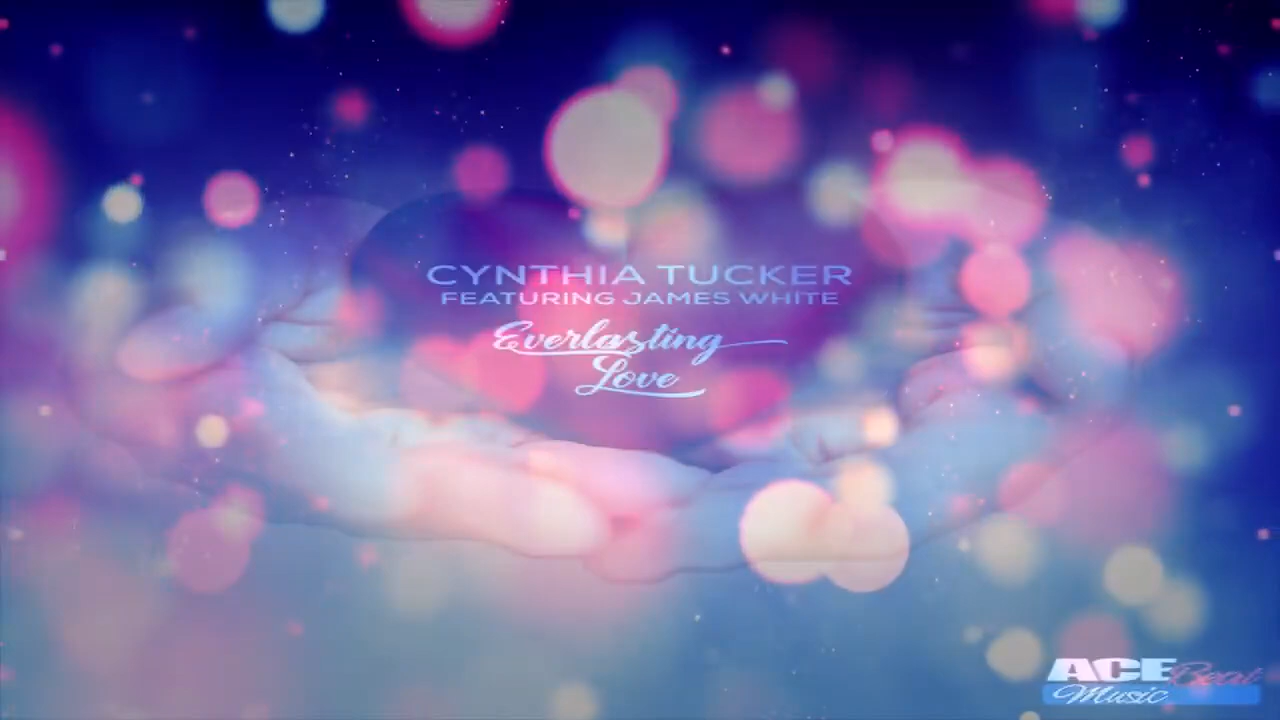 CYNTHIA TUCKER
FEATURING JAMES WHITE
Everlasting
Love
ACE Beat
Music